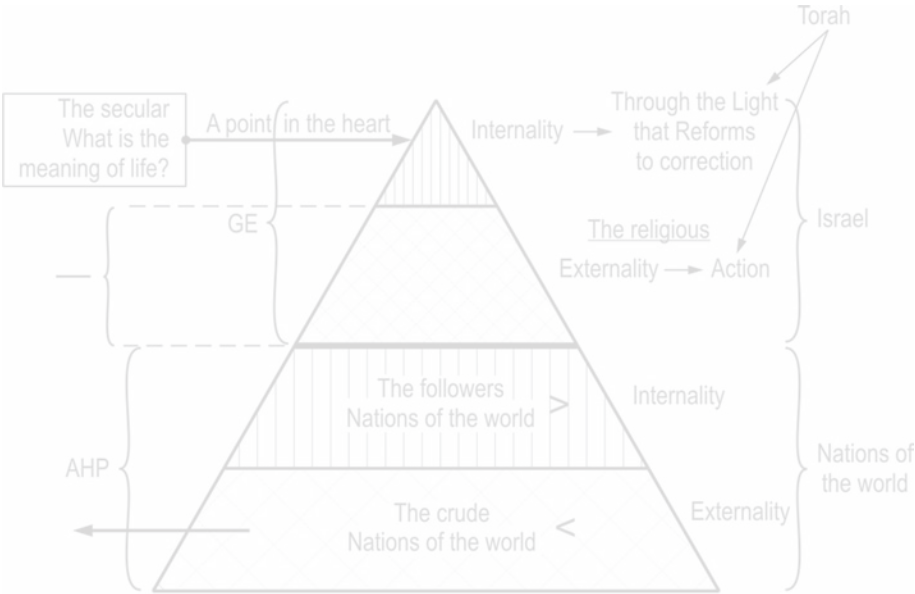 Torah
The secular
What is the
meaning of life?
A point in the heart
Internality
Through the Light
that Reforms
to correction
GE
The religious
Israel
Externality
Action
The followers
Nations of the world
>
Internality
AHP
Nations of
the world
The crude
Nations of the world
<
Externality